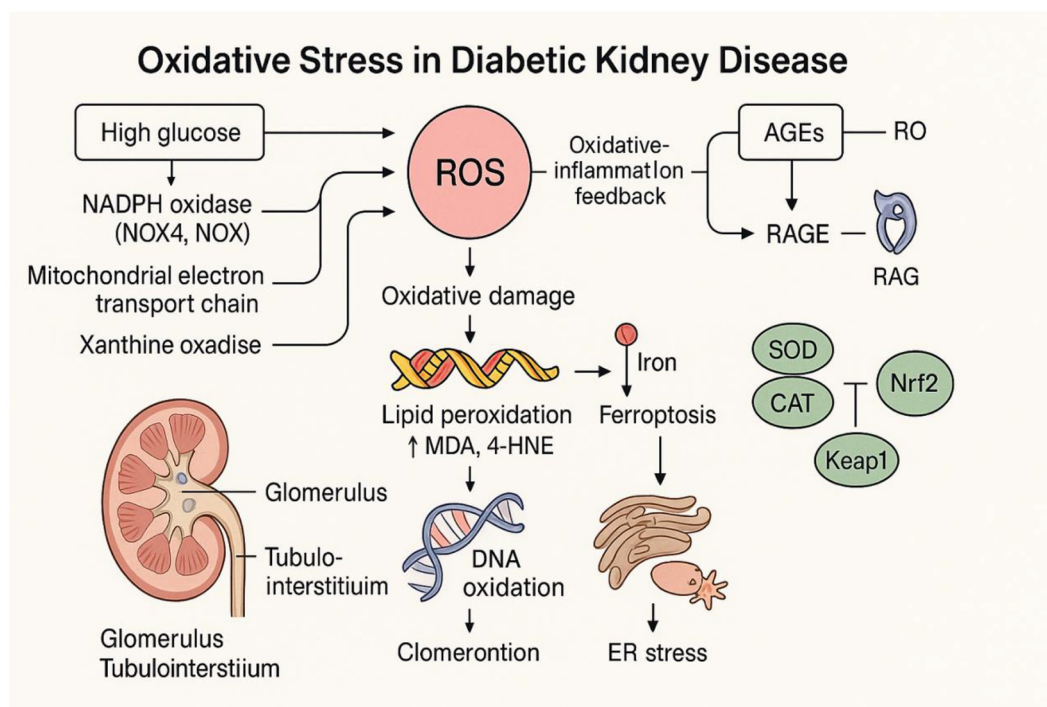 Oxidative Stress in Diabetic Kidney Disease
High glucose
NADPH oxidase
(NOX4, NOX)
Mitochondrial electron
transport chain
Xanthine oxadise
ROS
Oxidative-
inflammation
feedback
AGEs
RO
RAGE
RAG
Oxidative damage
Lipid peroxidation
↑ MDA, 4-HNE
Iron
Ferroptosis
SOD
CAT
Nrf2
Keap1
Glomerulus
Tubulo-
interstitiuim
Glomerulus
Tubulointerstiium
DNA
oxidation
Clomerontion
ER stress